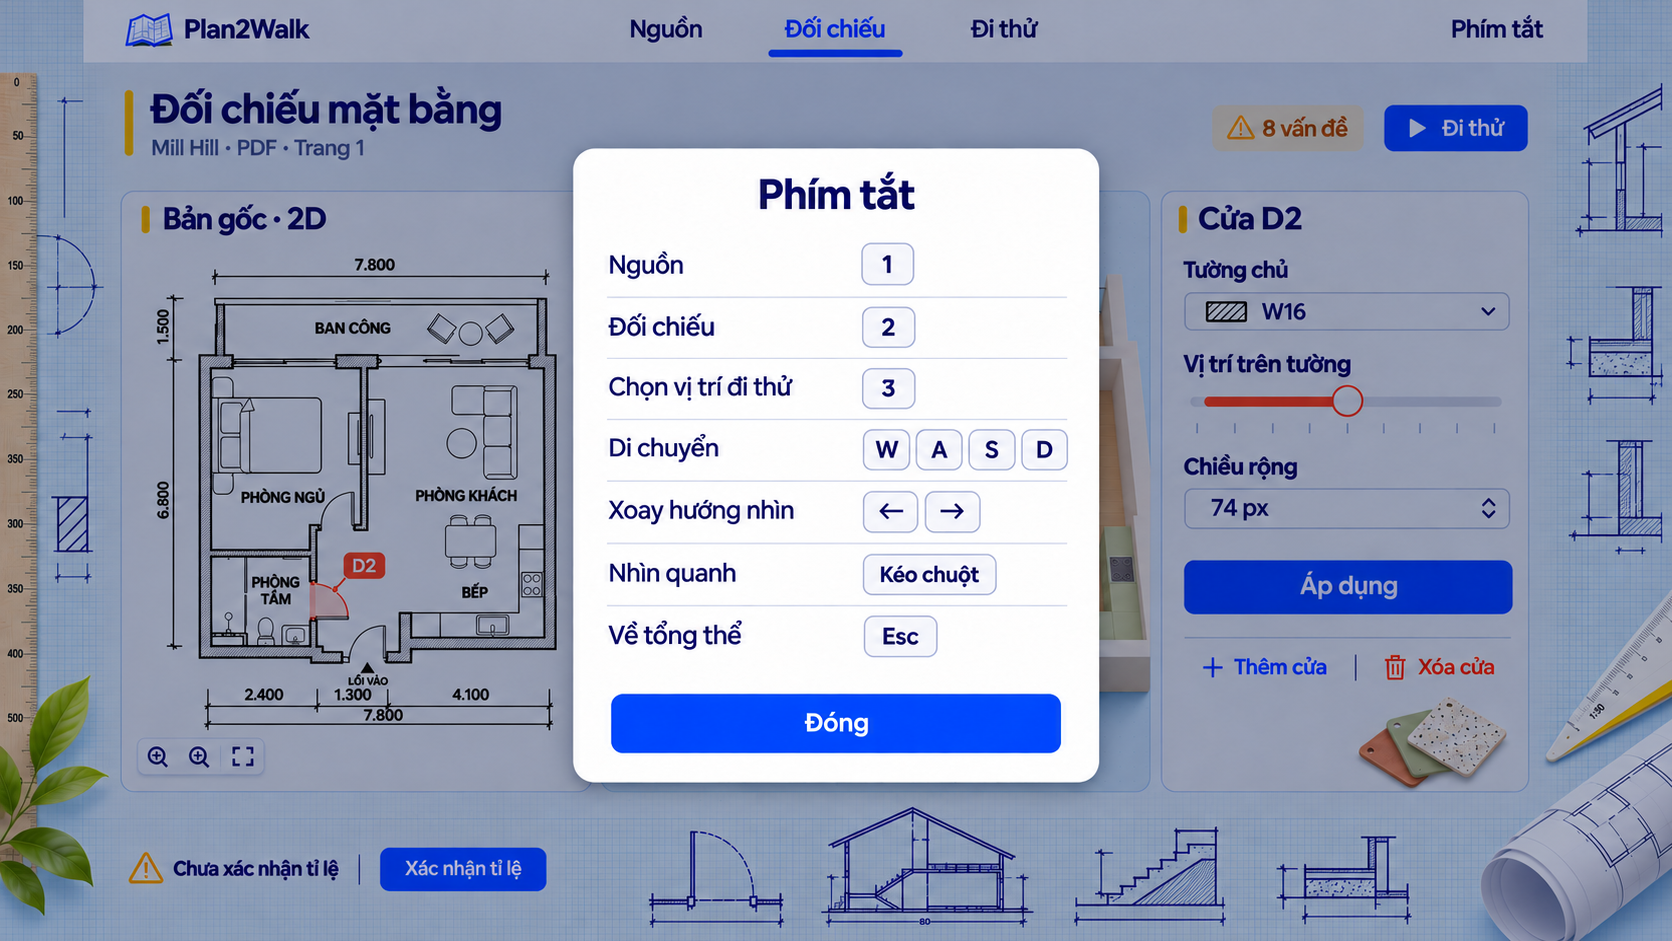 Plan2Walk
Nguồn
Đối chiếu
Đi thử
Phím tắt
Đối chiếu mặt bằng
Mill Hill • PDF • Trang 1
8 vấn đề
Đi thử
Bản gốc • 2D
7.800
1.500
BAN CÔNG
6.800
PHÒNG NGỦ
PHÒNG KHÁCH
D2
PHÒNG
TẮM
BẾP
LỐI VÀO
2.400
1.300
4.100
7.800
Phím tắt
Nguồn
1
Đối chiếu
2
Chọn vị trí đi thử
3
Di chuyển
W A S D
Xoay hướng nhìn
← →
Nhìn quanh
Kéo chuột
Về tổng thể
Esc
Đóng
Cửa D2
Tường chủ
W16
Vị trí trên tường
Chiều rộng
74 px
Áp dụng
Thêm cửa
Xóa cửa
Chưa xác nhận tỉ lệ
Xác nhận tỉ lệ
0
50
100
150
200
250
300
350
350
400
500
80
1:50